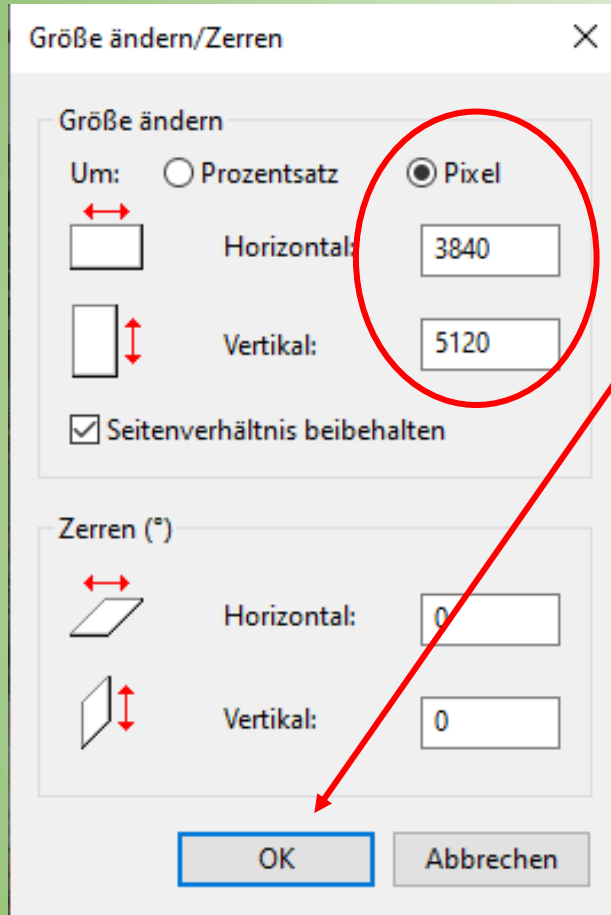 Größe ändern/Zerren
Größe ändern
Um: Prozentsatz Pixel
Horizontal: 3840
Vertikal: 5120
Seitenverhältnis beibehalten
Zerren (°)
Horizontal: 0
Vertikal: 0
OK Abbrechen